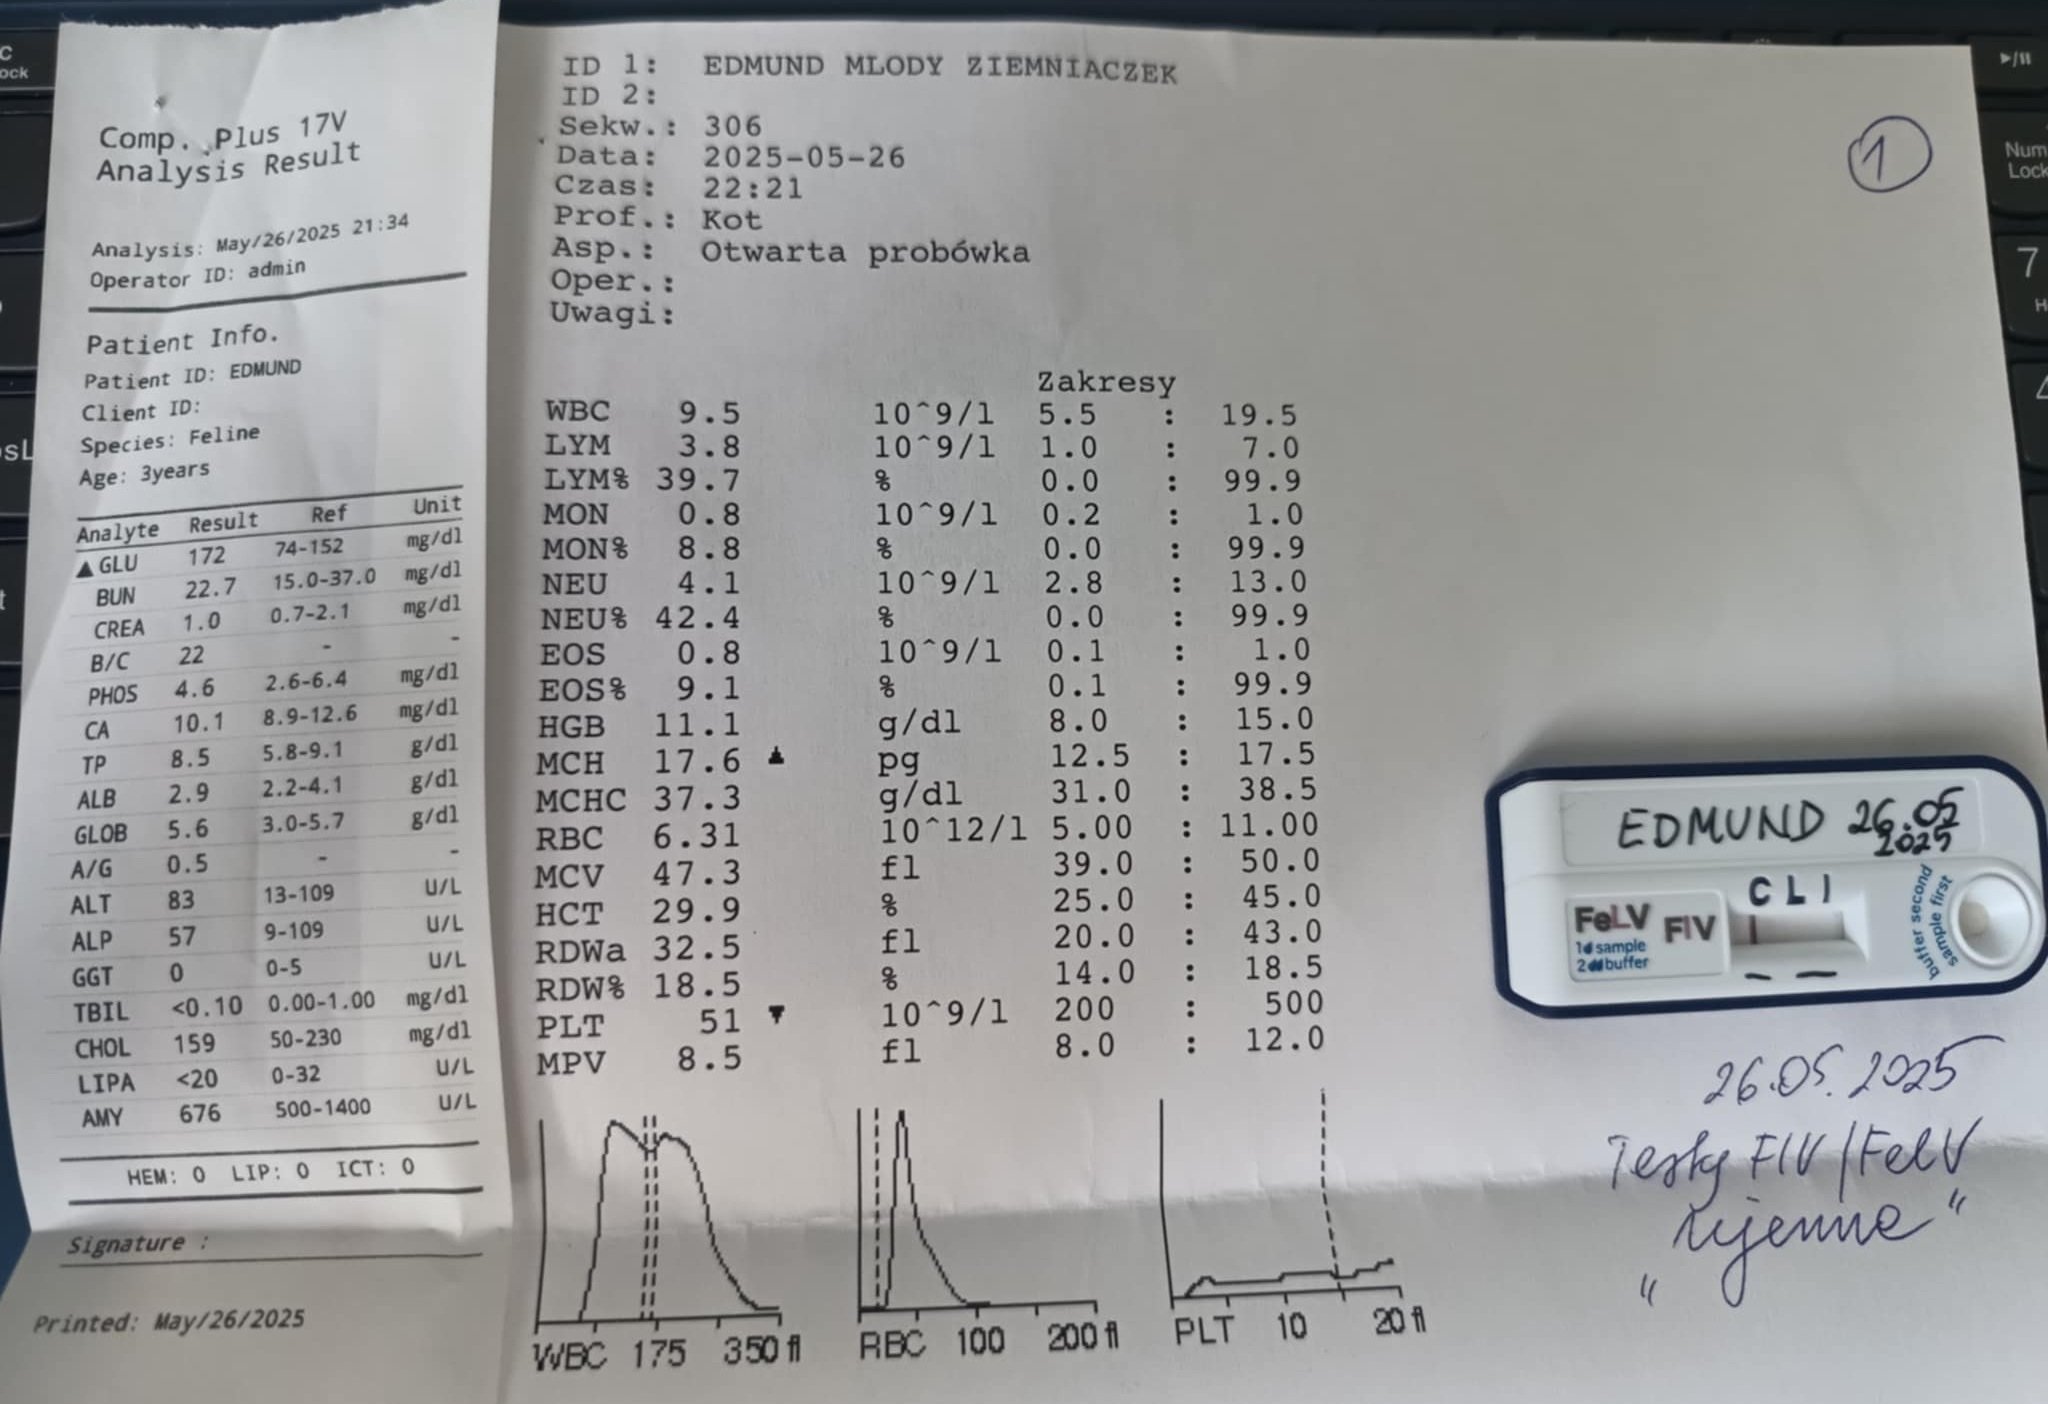 Comp. Plus 17V
Analysis Result
Analysis: May/26/2025 21:34
Operator ID: admin
Patient Info.
Patient ID: EDMUND
Client ID:
Species: Feline
Age: 3years
Analyte Result Ref Unit
▲ GLU 172 74-152 mg/dl
BUN 22.7 15.0-37.0 mg/dl
CREA 1.0 0.7-2.1 mg/dl
B/C 22 - -
PHOS 4.6 2.6-6.4 mg/dl
CA 10.1 8.9-12.6 mg/dl
TP 8.5 5.8-9.1 g/dl
ALB 2.9 2.2-4.1 g/dl
GLOB 5.6 3.0-5.7 g/dl
A/G 0.5 - -
ALT 83 13-109 U/L
ALP 57 9-109 U/L
GGT 0 0-5 U/L
TBIL <0.10 0.00-1.00 mg/dl
CHOL 159 50-230 mg/dl
LIPA <20 0-32 U/L
AMY 676 500-1400 U/L
HEM: 0 LIP: 0 ICT: 0
Signature :
Printed: May/26/2025
ID 1: EDMUND MLODY ZIEMNIACZEK
ID 2:
Sekw.: 306
Data: 2025-05-26
Czas: 22:21
Prof.: Kot
Asp.: Otwarta probówka
Oper.:
Uwagi:
1
Zakresy
WBC 9.5 10^9/l 5.5 : 19.5
LYM 3.8 10^9/l 1.0 : 7.0
LYM% 39.7 % 0.0 : 99.9
MON 0.8 10^9/l 0.2 : 1.0
MON% 8.8 % 0.0 : 99.9
NEU 4.1 10^9/l 2.8 : 13.0
NEU% 42.4 % 0.0 : 99.9
EOS 0.8 10^9/l 0.1 : 1.0
EOS% 9.1 % 0.1 : 99.9
HGB 11.1 g/dl 8.0 : 15.0
MCH 17.6 ▲ pg 12.5 : 17.5
MCHC 37.3 g/dl 31.0 : 38.5
RBC 6.31 10^12/l 5.00 : 11.00
MCV 47.3 fl 39.0 : 50.0
HCT 29.9 % 25.0 : 45.0
RDWa 32.5 fl 20.0 : 43.0
RDW% 18.5 % 14.0 : 18.5
PLT 51 ▼ 10^9/l 200 : 500
MPV 8.5 fl 8.0 : 12.0
WBC 175 350 fl
RBC 100 200 fl
PLT 10 20 fl
EDMUND 26.05
2025
C L I
FeLV FIV
1 sample
2 buffer
buffer second
sample first
26.05.2025
Testy FIV/FelV
"ujemne"
Num
Lock
7